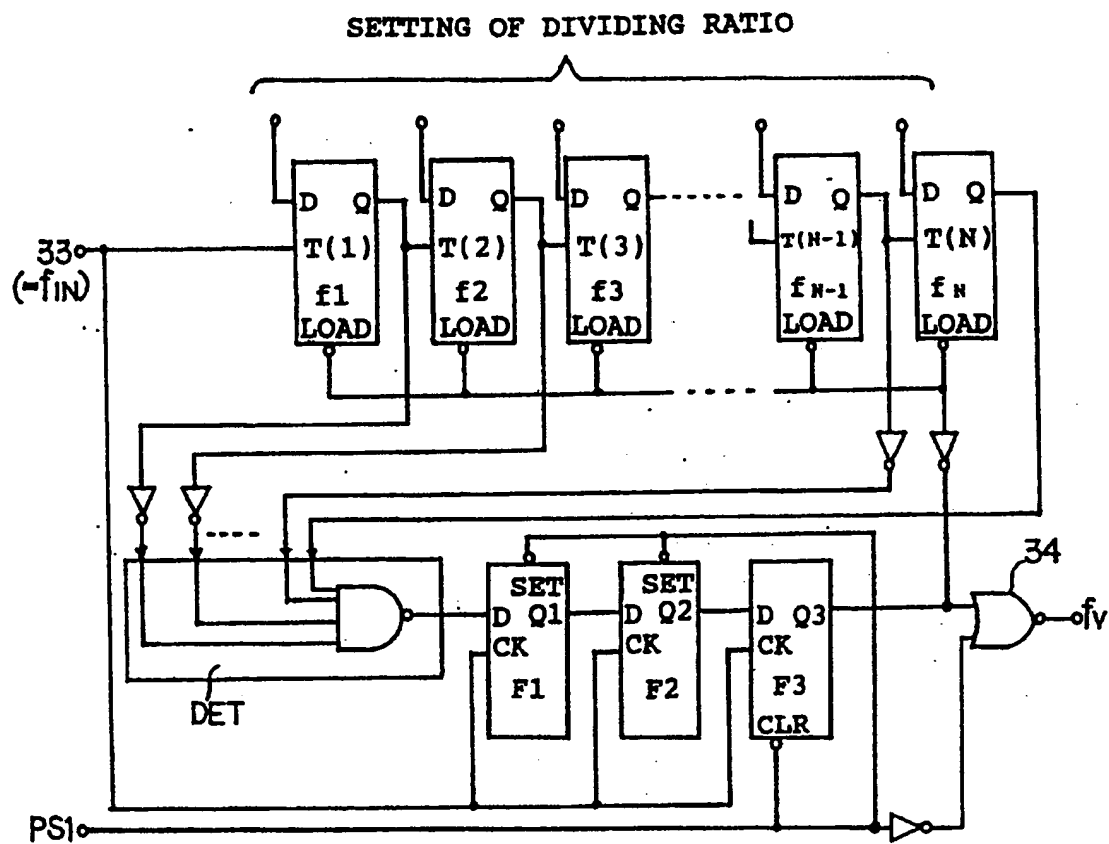 SETTING OF DIVIDING RATIO
D Q D Q D Q D Q D Q
33 (=fIN)
T(1) T(2) T(3) T(N-1) T(N)
f1 f2 f3 fN-1 fN
LOAD LOAD LOAD LOAD LOAD
34
SET SET
D Q1 D Q2 D Q3 fV
CK CK CK
F1 F2 F3
DET
CLR
PS1